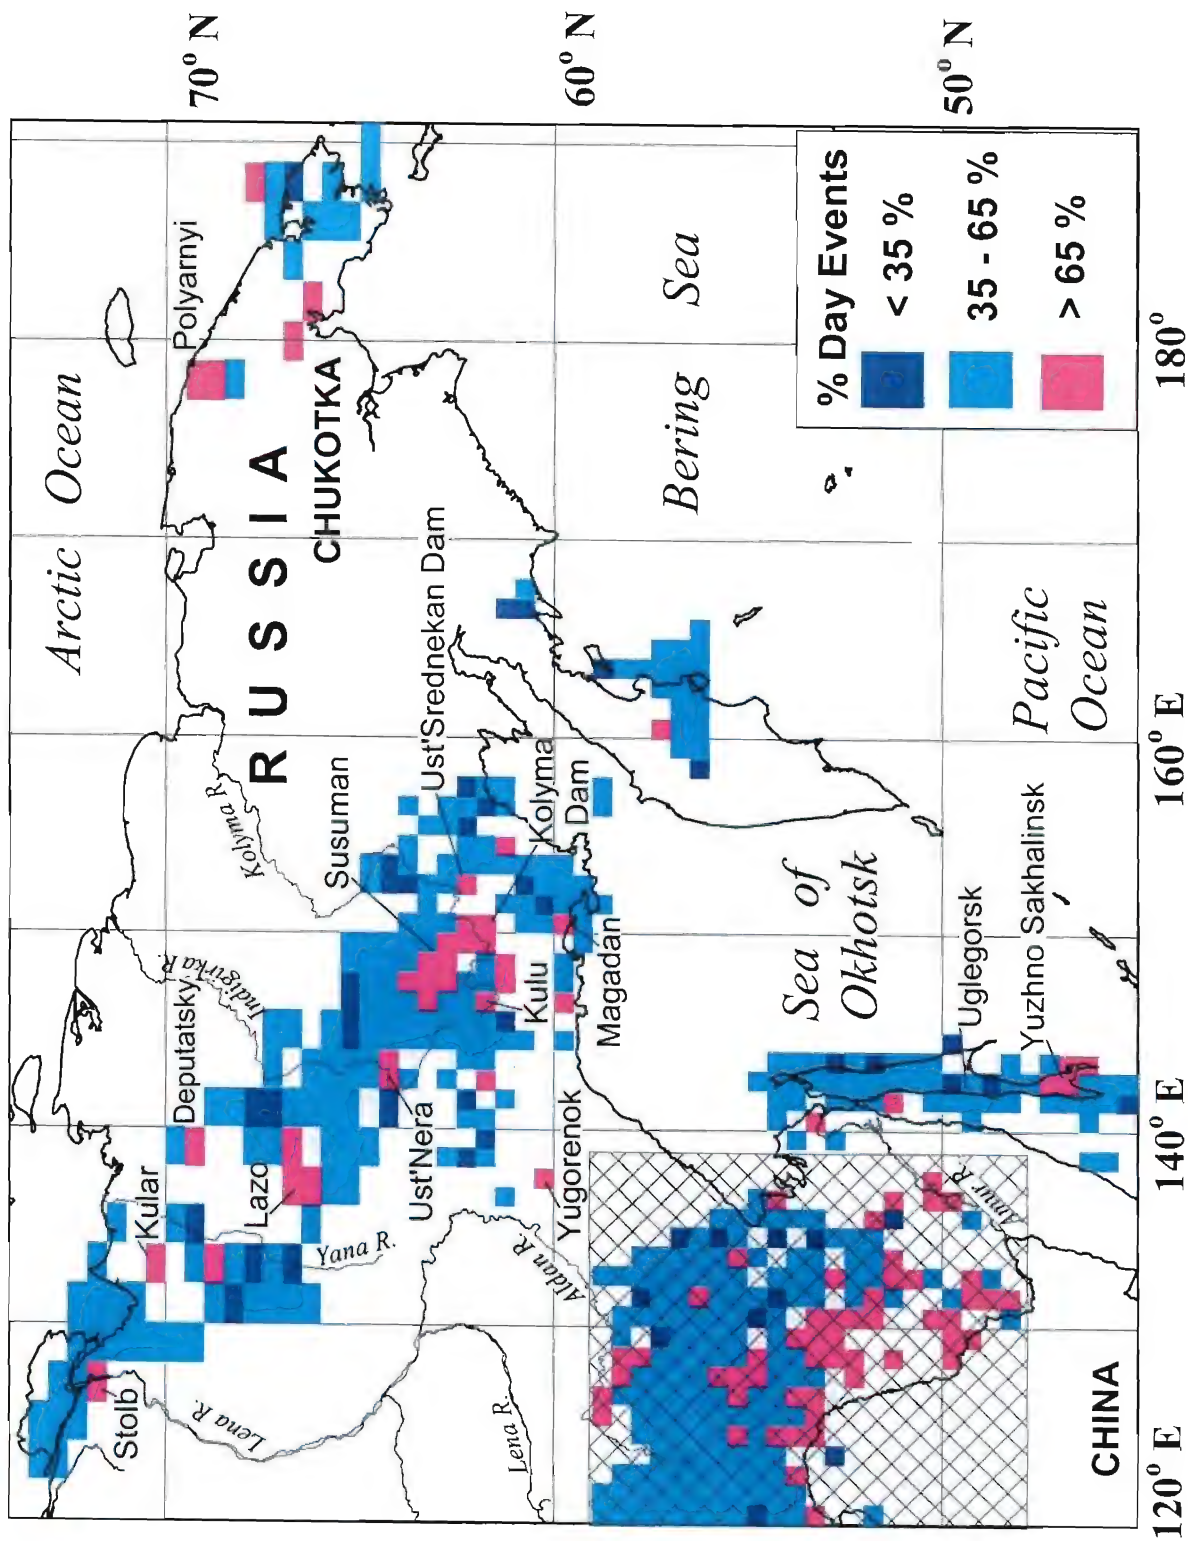 70° N
60° N
50° N
Arctic Ocean
Polyarnyi
RUSSIA
CHUKOTKA
Bering Sea
Pacific
Ocean
% Day Events
< 35 %
35 - 65 %
> 65 %
180°
160° E
140° E
120° E
Kolyma R.
Indigirka R.
Susuman
Ust'Srednekan Dam
Kolyma
Dam
Deputatskÿ
Kulu
Magadan
Sea of
Okhotsk
Uglegorsk
Yuzhno Sakhalinsk
Kular
Lazo
Ust'Nera
Yugorenok
Yana R.
Aldan R.
Amur R.
Stolb
Lena R.
Lena R.
CHINA